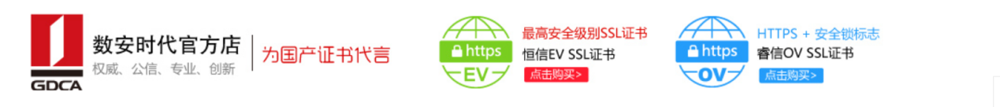 GDCA
数安时代官方店
权威、公信、专业、创新
为国产证书代言
https
EV
最高安全级别SSL证书
恒信EV SSL证书
点击购买>
https
OV
HTTPS + 安全锁标志
睿信OV SSL证书
点击购买>